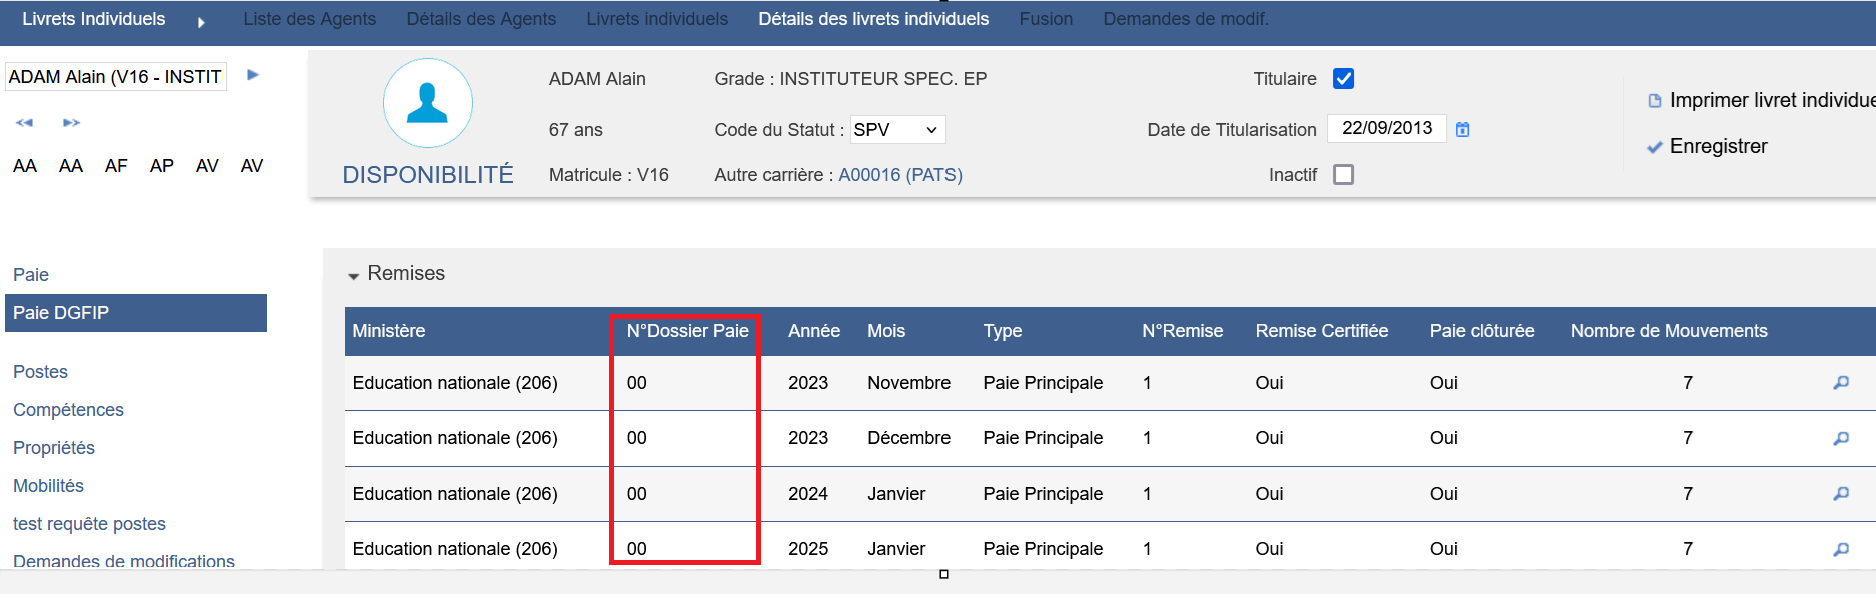 Livrets Individuels Liste des Agents Détails des Agents Livrets individuels Détails des livrets individuels Fusion Demandes de modif.
ADAM Alain (V16 - INSTIT
AA AA AF AP AV AV
Paie
Paie DGFIP
Postes
Compétences
Propriétés
Mobilités
test requête postes
Demandes de modifications
DISPONIBILITÉ
ADAM Alain Grade : INSTITUTEUR SPEC. EP Titulaire
67 ans Code du Statut : SPV Date de Titularisation 22/09/2013
Matricule : V16 Autre carrière : A00016 (PATS) Inactif
Imprimer livret individue
Enregistrer
Remises
Ministère N°Dossier Paie Année Mois Type N°Remise Remise Certifiée Paie clôturée Nombre de Mouvements
Education nationale (206) 00 2023 Novembre Paie Principale 1 Oui Oui 7
Education nationale (206) 00 2023 Décembre Paie Principale 1 Oui Oui 7
Education nationale (206) 00 2024 Janvier Paie Principale 1 Oui Oui 7
Education nationale (206) 00 2025 Janvier Paie Principale 1 Oui Oui 7